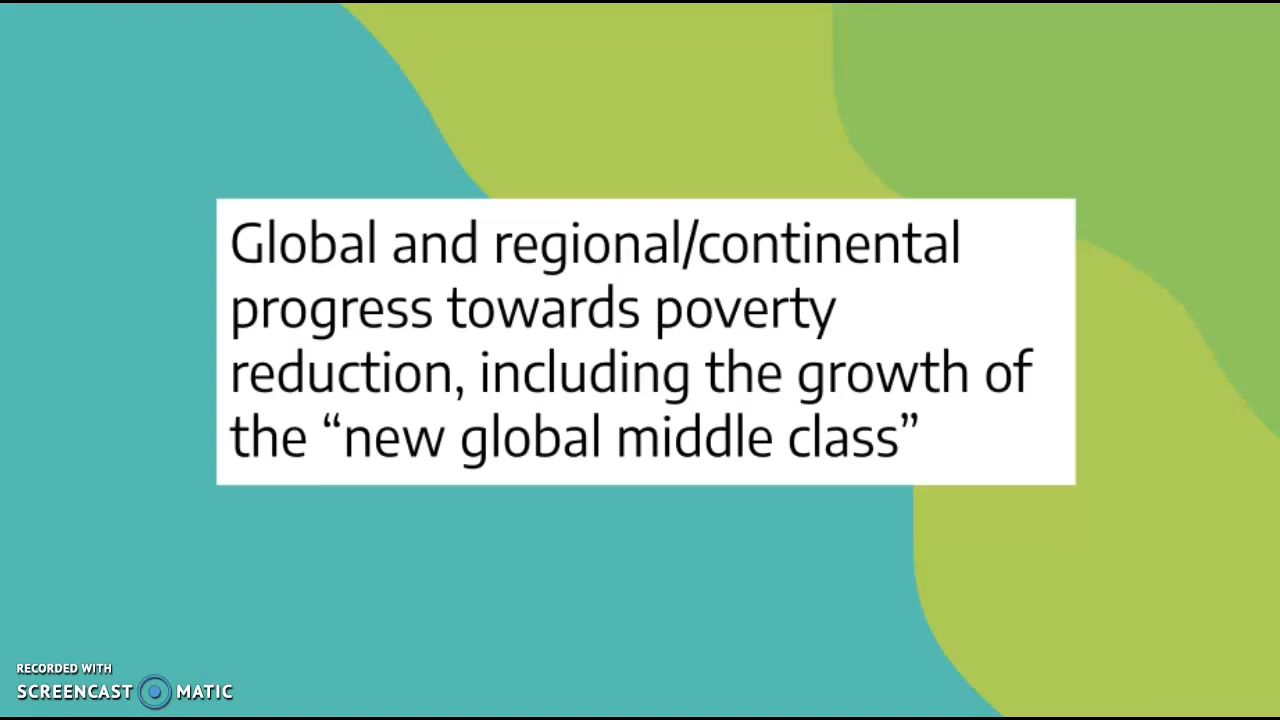 Global and regional/continental
progress towards poverty
reduction, including the growth of
the “new global middle class”
RECORDED WITH
SCREENCAST MATIC